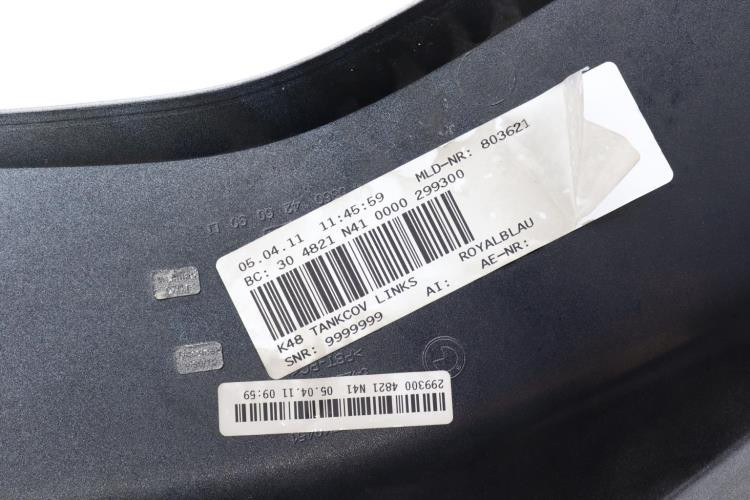 05.04.11 11:45:59 MLD-NR: 803621
BC: 30 4821 N41 0000 299300
K48 TANKCOV LINKS ROYALBLAU
SNR: 9999999 AI: AE-NR:
299300 4821 N41 05.04.11 09:59